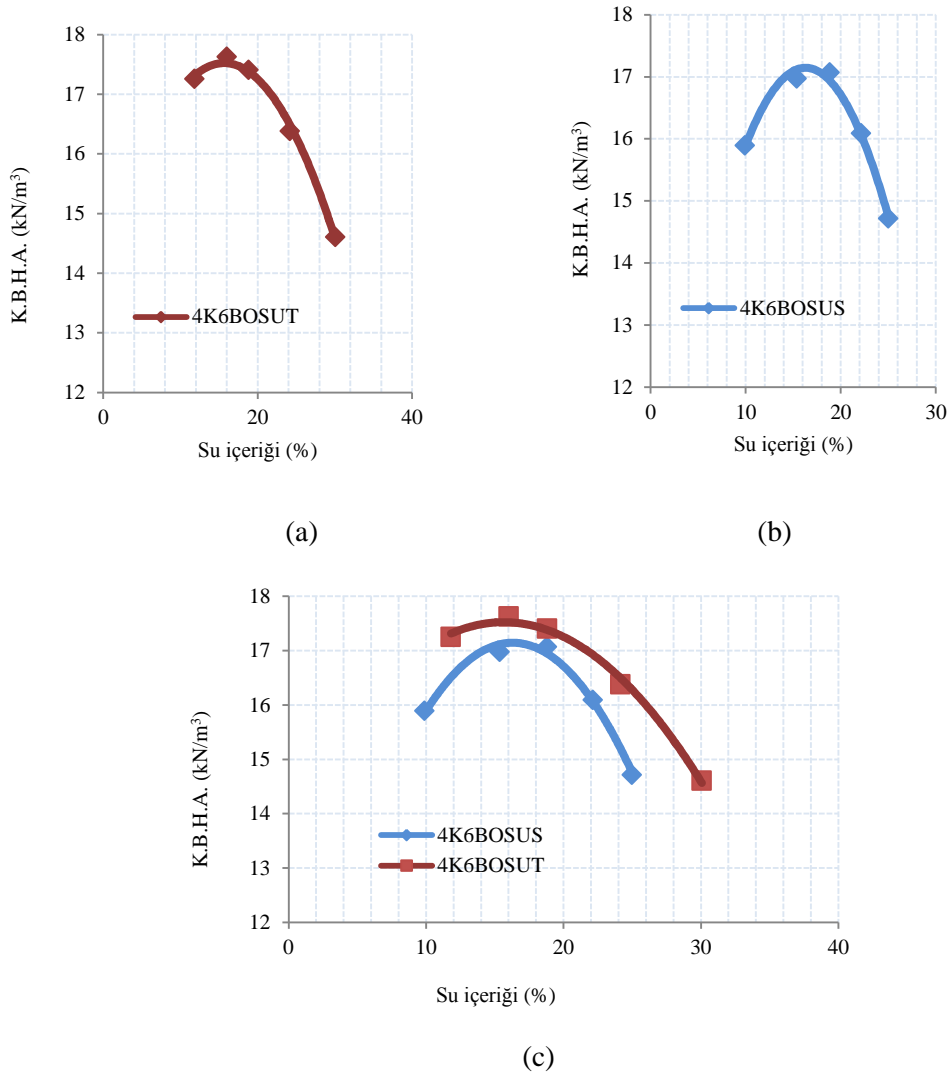 18
17
16
15
14
13
12
K.B.H.A. (kN/m³)
4K6BOSUT
0
20
40
Su içeriği (%)
(a)
18
17
16
15
14
13
12
K.B.H.A. (kN/m³)
4K6BOSUS
0
10
20
30
Su içeriği (%)
(b)
18
17
16
15
14
13
12
K.B.H.A. (kN/m³)
4K6BOSUS
4K6BOSUT
0
10
20
30
40
Su içeriği (%)
(c)